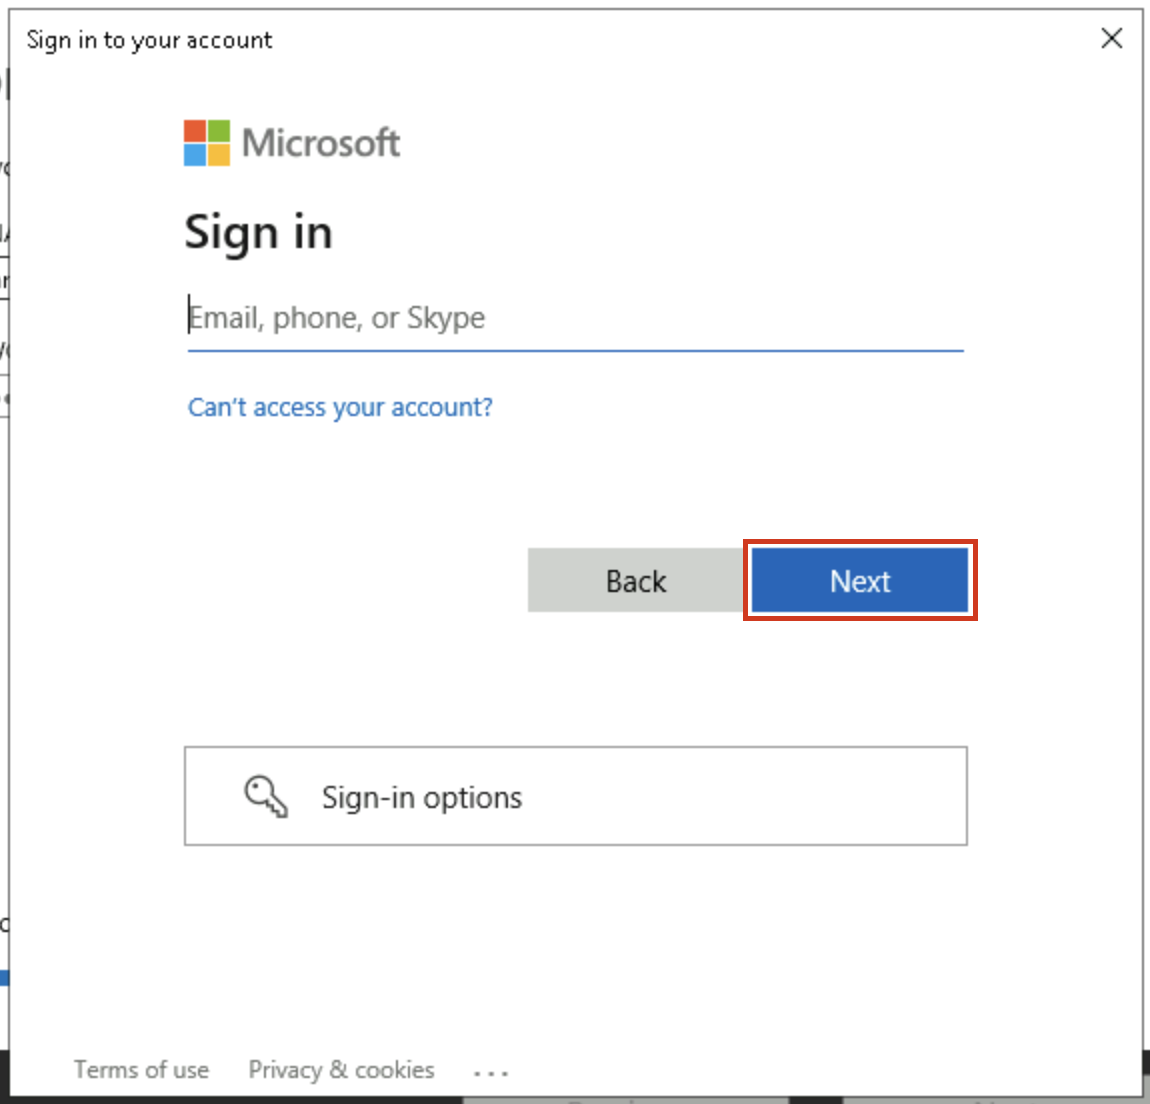 Sign in to your account
Microsoft
Sign in
Email, phone, or Skype
Can't access your account?
Back Next
Sign-in options
Terms of use Privacy & cookies ...